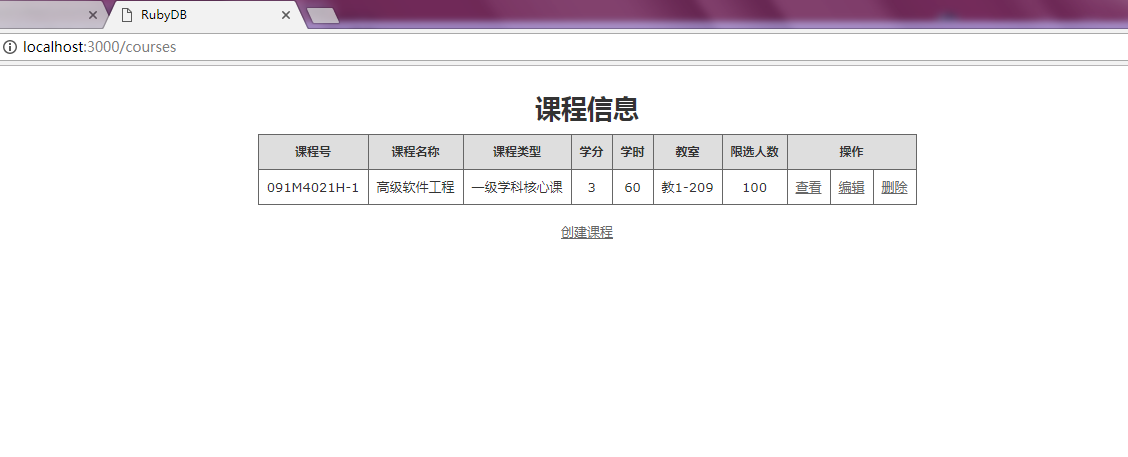 RubyDB
localhost:3000/courses
课程信息
课程号 课程名称 课程类型 学分 学时 教室 限选人数 操作
091M4021H-1 高级软件工程 一级学科核心课 3 60 教1-209 100 查看 编辑 删除
创建课程